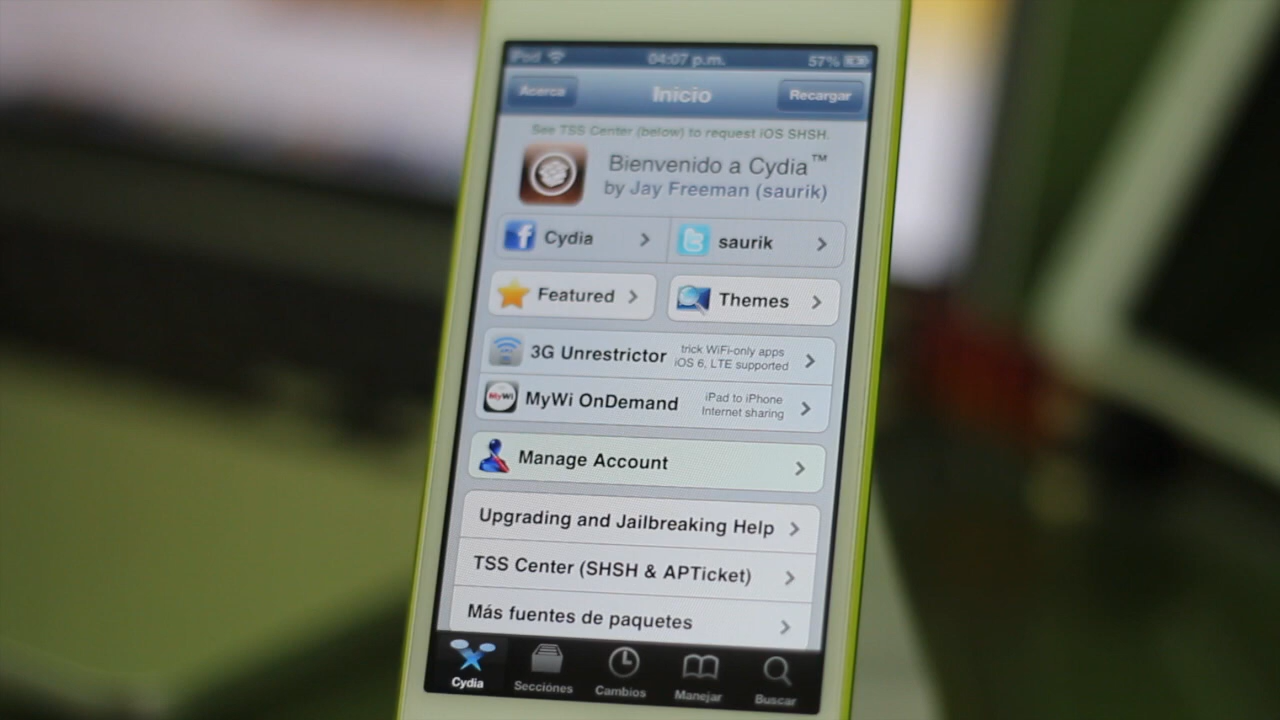 iPod 04:07 p.m. 57%
Acerca Inicio Recargar
See TSS Center (below) to request iOS SHSH.
Bienvenido a Cydia™
by Jay Freeman (saurik)
Cydia saurik
Featured Themes
3G Unrestrictor trick WiFi-only apps
iOS 6, LTE supported
MyWi OnDemand iPad to iPhone
Internet sharing
MyWi
Manage Account
Upgrading and Jailbreaking Help
TSS Center (SHSH & APTicket)
Más fuentes de paquetes
Cydia Secciónes Cambios Manejar Buscar